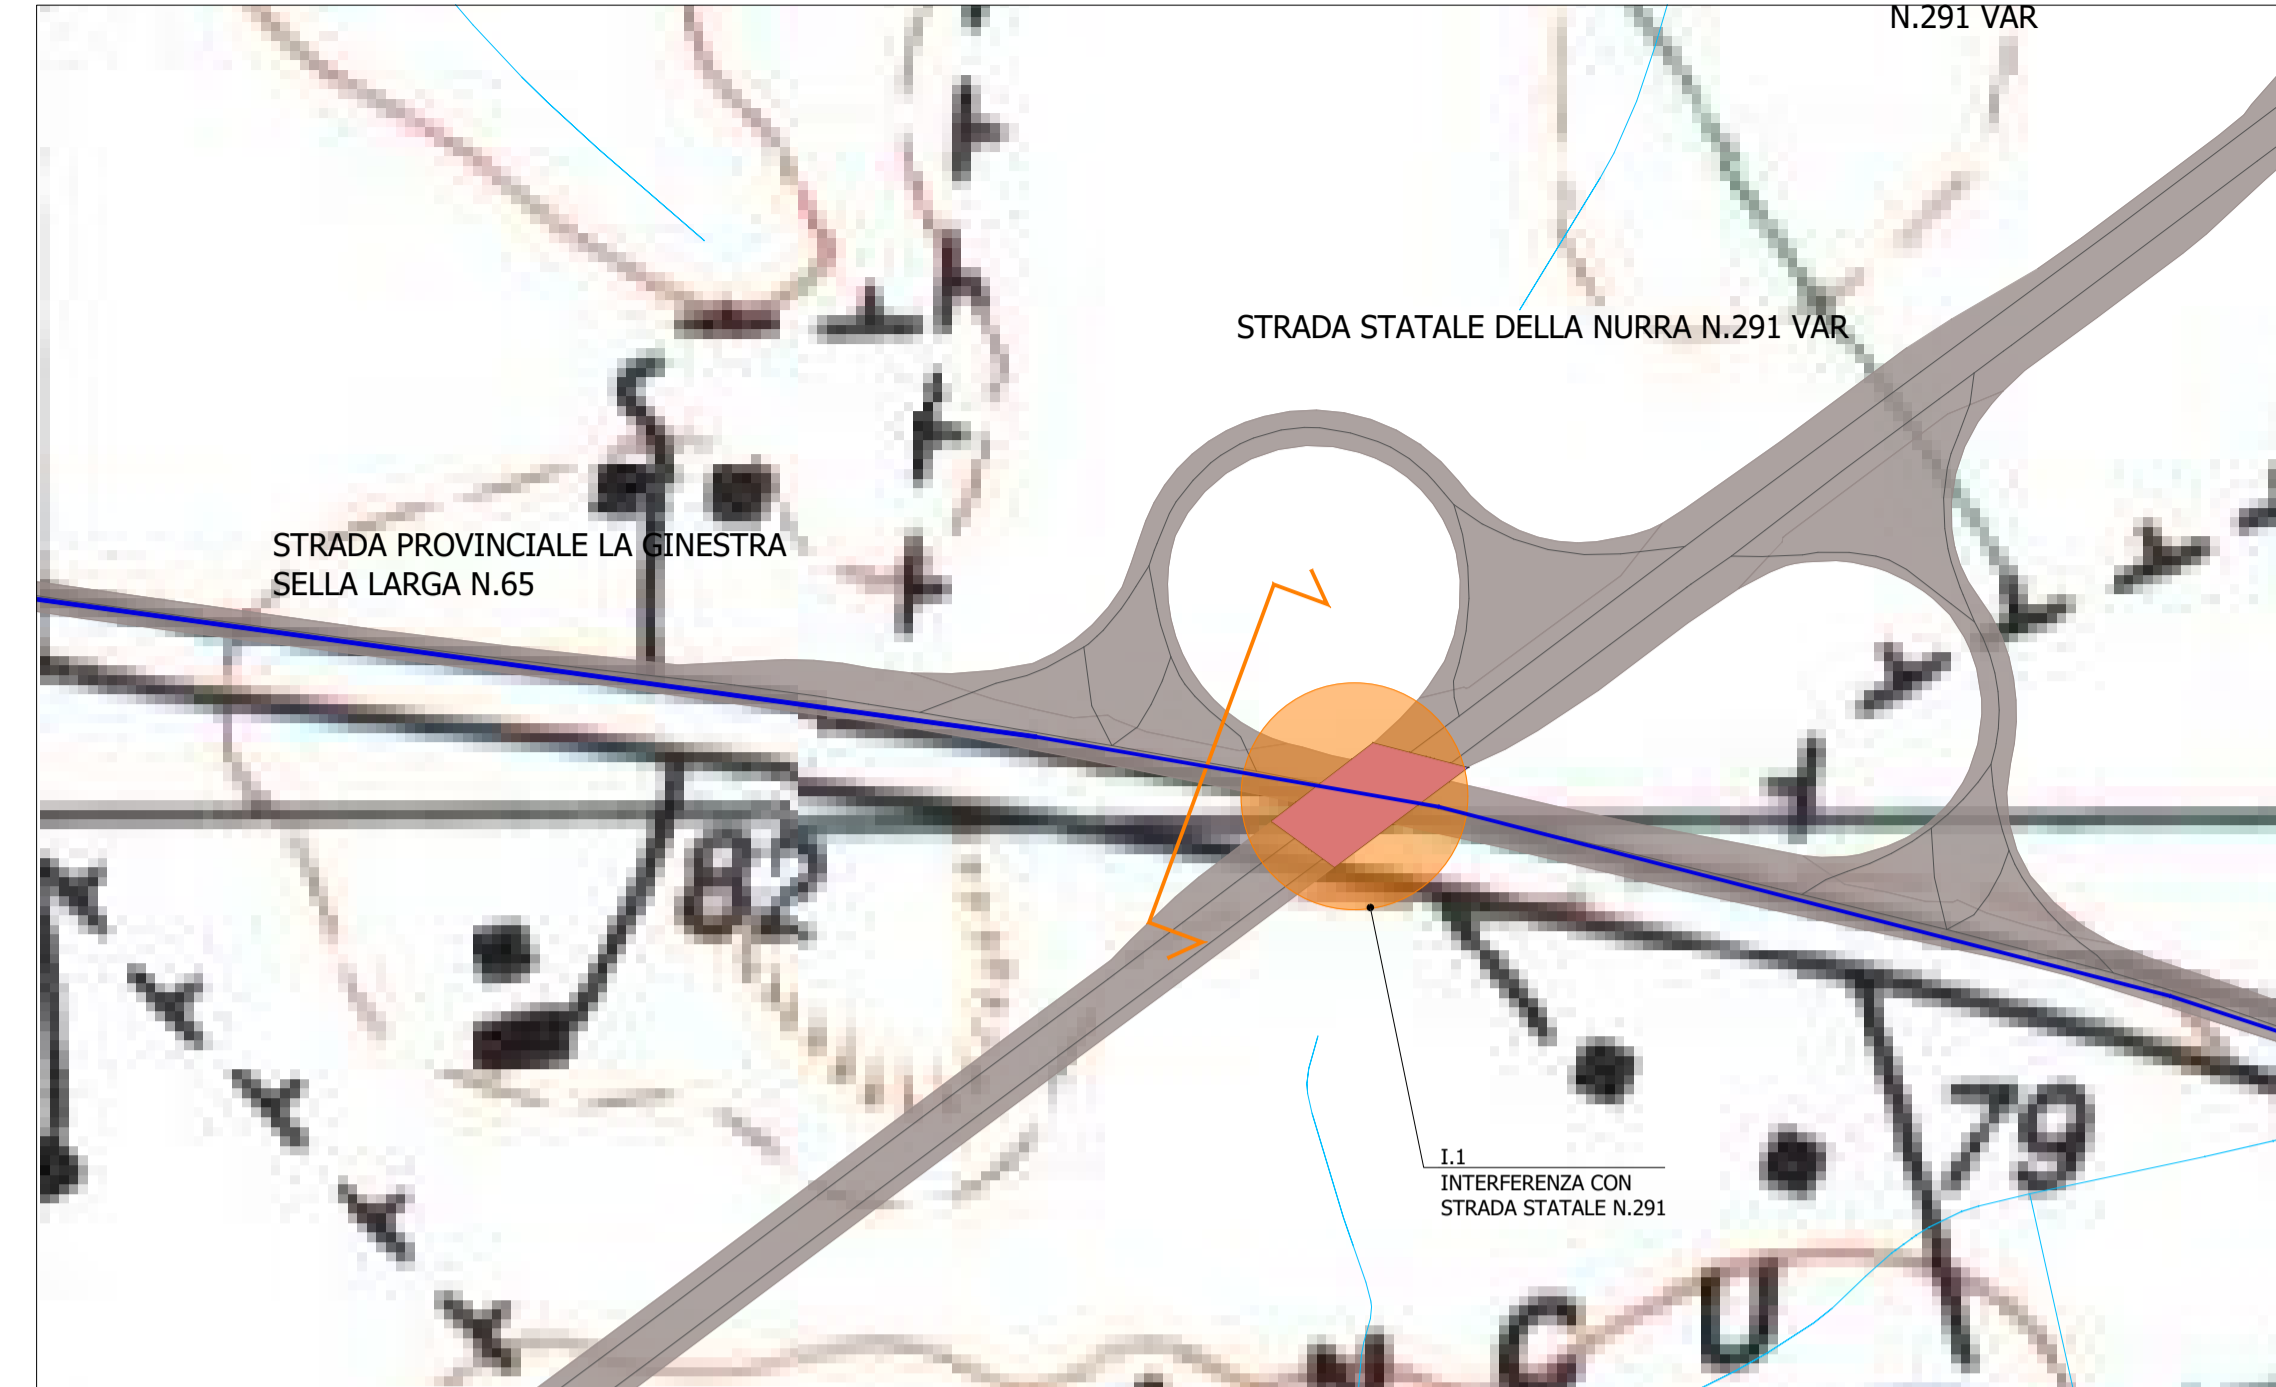 N.291 VAR
STRADA STATALE DELLA NURRA N.291 VAR
STRADA PROVINCIALE LA GINESTRA
SELLA LARGA N.65
82
I.1
INTERFERENZA CON
STRADA STATALE N.291
79
C U